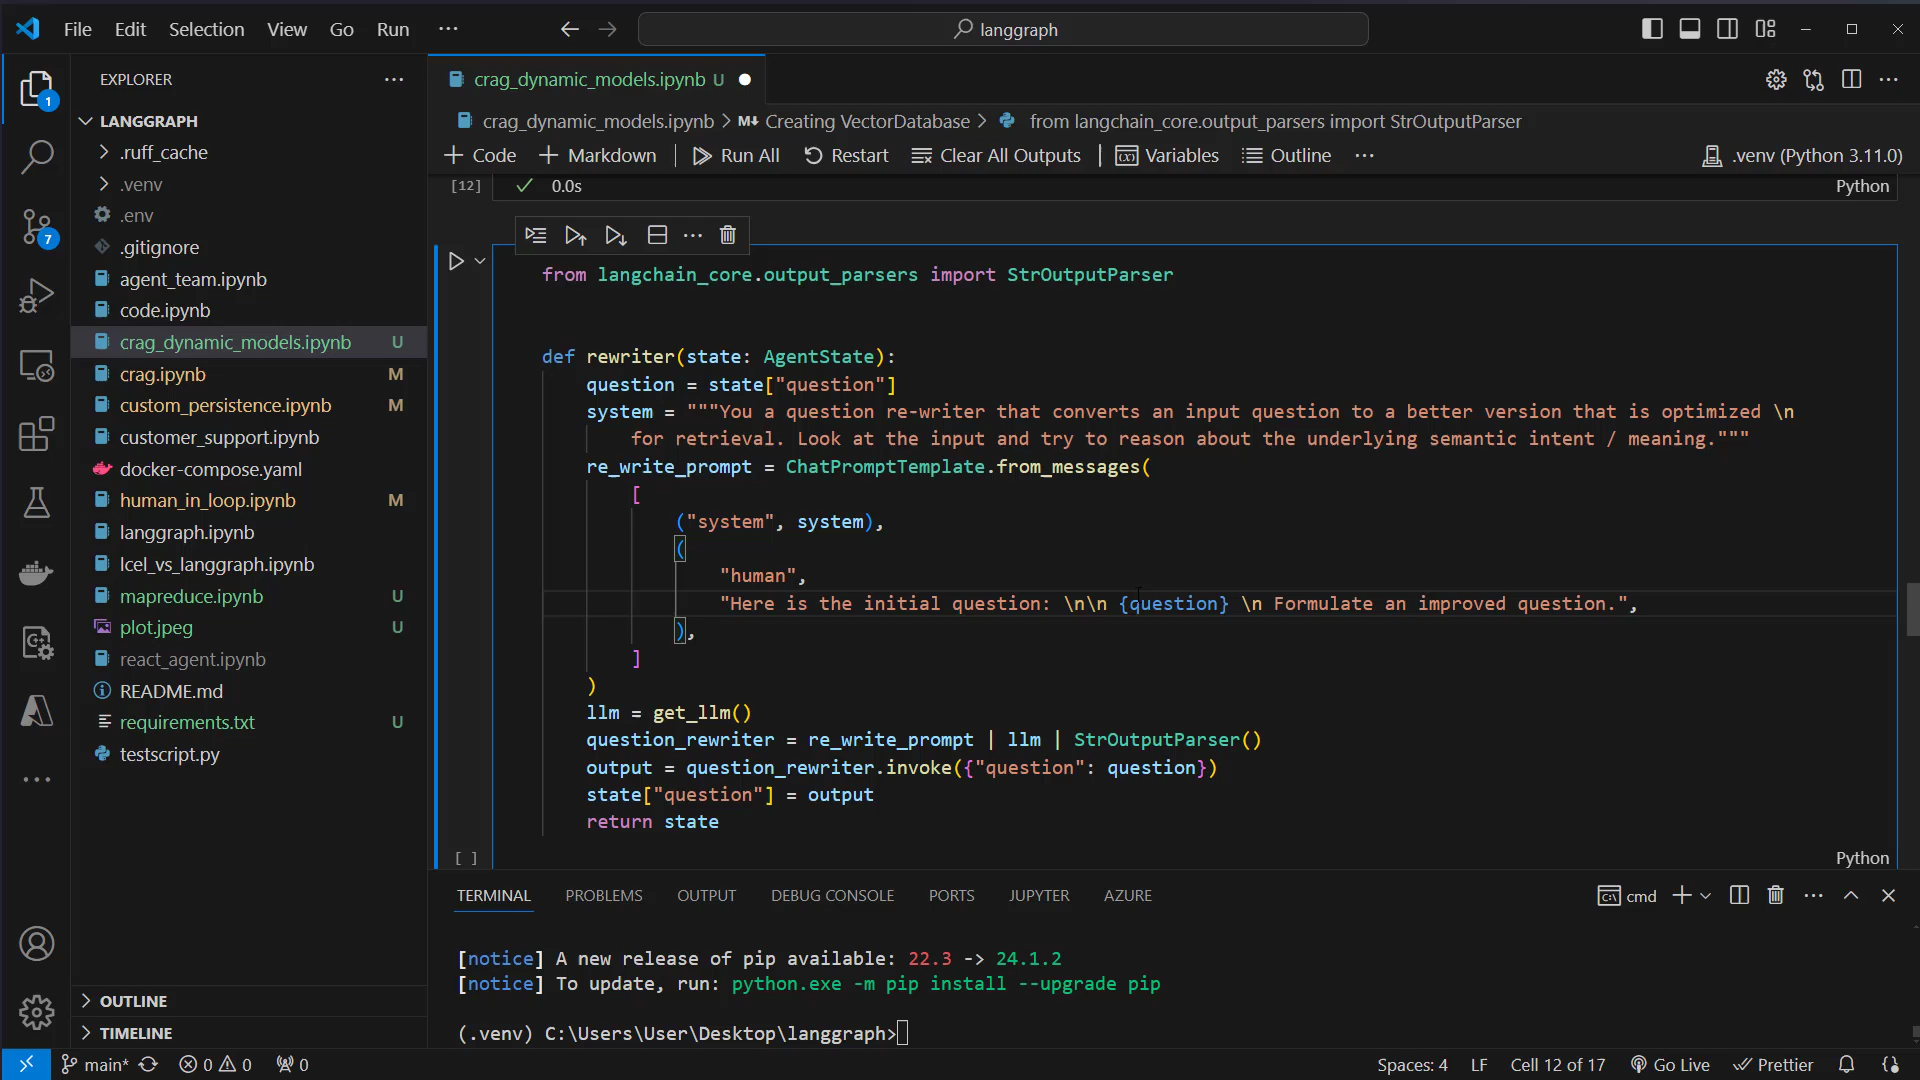 File Edit Selection View Go Run ··· langgraph
EXPLORER ···
LANGGRAPH
.ruff_cache
.venv
.env
.gitignore
agent_team.ipynb
code.ipynb
crag_dynamic_models.ipynb U
crag.ipynb M
custom_persistence.ipynb M
customer_support.ipynb
docker-compose.yaml
human_in_loop.ipynb M
langgraph.ipynb
lcel_vs_langgraph.ipynb
mapreduce.ipynb U
plot.jpeg U
react_agent.ipynb
README.md
requirements.txt U
testscript.py
OUTLINE
TIMELINE
1
7
crag_dynamic_models.ipynb U
crag_dynamic_models.ipynb > M↓ Creating VectorDatabase > from langchain_core.output_parsers import StrOutputParser
+ Code + Markdown | Run All Restart Clear All Outputs | (x) Variables Outline ··· .venv (Python 3.11.0)
[12] ✓ 0.0s Python
from langchain_core.output_parsers import StrOutputParser
def rewriter(state: AgentState):
question = state["question"]
system = """You a question re-writer that converts an input question to a better version that is optimized \n
for retrieval. Look at the input and try to reason about the underlying semantic intent / meaning."""
re_write_prompt = ChatPromptTemplate.from_messages(
[
("system", system),
(
"human",
"Here is the initial question: \n\n {question} \n Formulate an improved question.",
),
]
)
llm = get_llm()
question_rewriter = re_write_prompt | llm | StrOutputParser()
output = question_rewriter.invoke({"question": question})
state["question"] = output
return state
[ ] Python
TERMINAL PROBLEMS OUTPUT DEBUG CONSOLE PORTS JUPYTER AZURE cmd
[notice] A new release of pip available: 22.3 -> 24.1.2
[notice] To update, run: python.exe -m pip install --upgrade pip
(.venv) C:\Users\User\Desktop\langgraph>
main* 0 0 0 Spaces: 4 LF Cell 12 of 17 Go Live Prettier